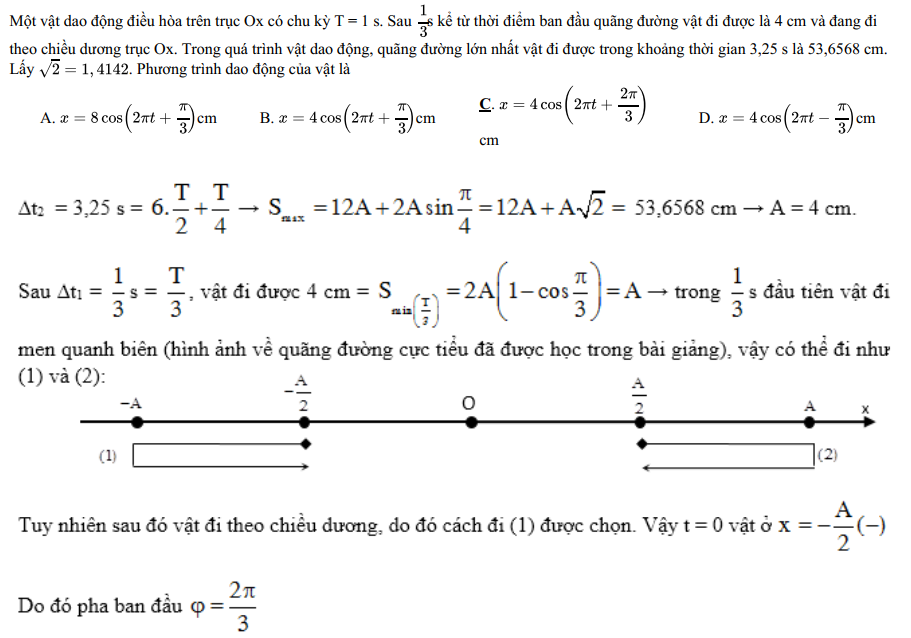 Một vật dao động điều hòa trên trục Ox có chu kỳ T = 1 s. Sau $\frac{1}{3}$s kể từ thời điểm ban đầu quãng đường vật đi được là 4 cm và đang đi
theo chiều dương trục Ox. Trong quá trình vật dao động, quãng đường lớn nhất vật đi được trong khoảng thời gian 3,25 s là 53,6568 cm.
Lấy $\sqrt{2} = 1,4142$. Phương trình dao động của vật là
A. $x = 8\cos\left(2\pi t + \frac{\pi}{3}\right)$cm B. $x = 4\cos\left(2\pi t + \frac{\pi}{3}\right)$cm C. $x = 4\cos\left(2\pi t + \frac{2\pi}{3}\right)$ cm D. $x = 4\cos\left(2\pi t - \frac{\pi}{3}\right)$cm
$\Delta t_2$ = 3,25 s = $6.\frac{T}{2} + \frac{T}{4} \rightarrow S_{max} = 12A + 2A\sin\frac{\pi}{4} = 12A + A\sqrt{2} =$ 53,6568 cm → A = 4 cm.
Sau $\Delta t_1 = \frac{1}{3}$ s = $\frac{T}{3}$, vật đi được 4 cm = $S_{min\left(\frac{T}{3}\right)} = 2A\left(1 - \cos\frac{\pi}{3}\right) = A$ → trong $\frac{1}{3}$ s đầu tiên vật đi
men quanh biên (hình ảnh về quãng đường cực tiểu đã được học trong bài giảng), vậy có thể đi như
(1) và (2):
−A $-\frac{A}{2}$ O $\frac{A}{2}$ A x
(1) (2)
Tuy nhiên sau đó vật đi theo chiều dương, do đó cách đi (1) được chọn. Vậy t = 0 vật ở x = $-\frac{A}{2}$(−)
Do đó pha ban đầu φ = $\frac{2\pi}{3}$